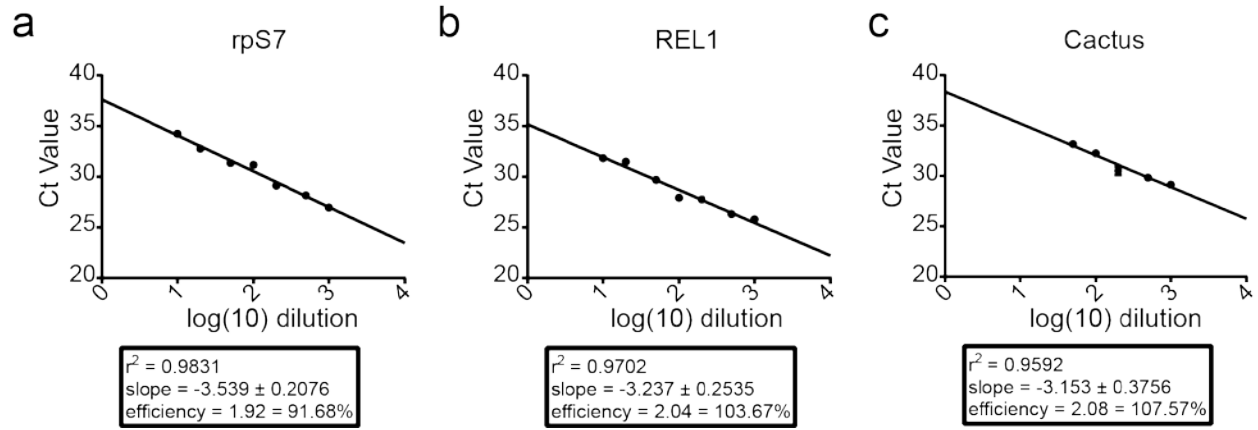 a
rpS7
40
35
30
25
20
Ct Value
0
1
2
3
4
log(10) dilution
r² = 0.9831
slope = -3.539 ± 0.2076
efficiency = 1.92 = 91.68%
b
REL1
40
35
30
25
20
Ct Value
0
1
2
3
4
log(10) dilution
r² = 0.9702
slope = -3.237 ± 0.2535
efficiency = 2.04 = 103.67%
c
Cactus
40
35
30
25
20
Ct Value
0
1
2
3
4
log(10) dilution
r² = 0.9592
slope = -3.153 ± 0.3756
efficiency = 2.08 = 107.57%